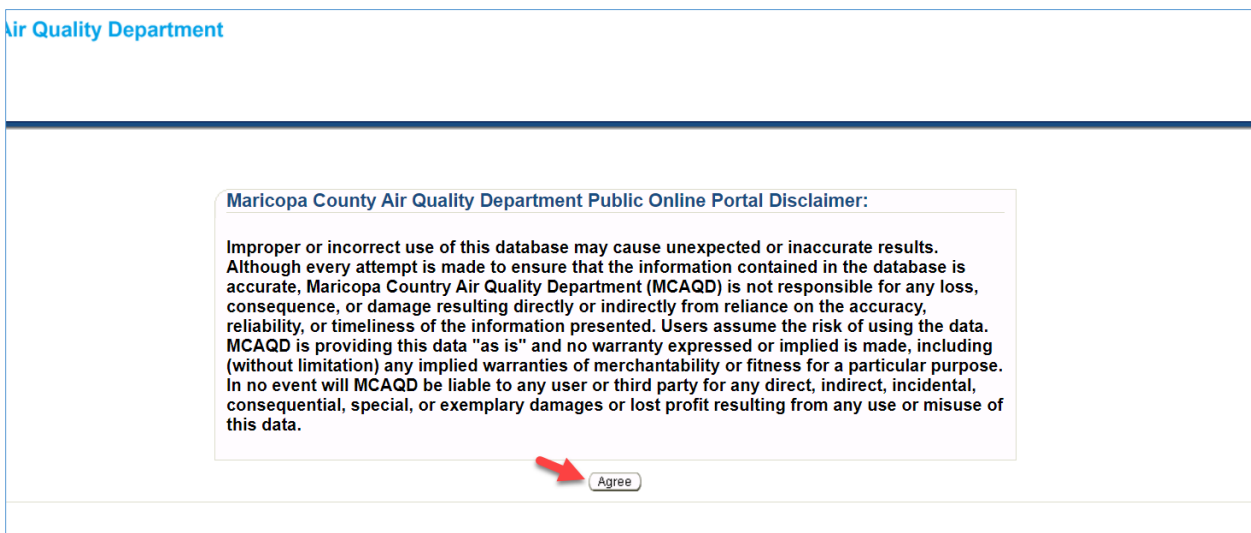 Air Quality Department
Maricopa County Air Quality Department Public Online Portal Disclaimer:
Improper or incorrect use of this database may cause unexpected or inaccurate results.
Although every attempt is made to ensure that the information contained in the database is
accurate, Maricopa Country Air Quality Department (MCAQD) is not responsible for any loss,
consequence, or damage resulting directly or indirectly from reliance on the accuracy,
reliability, or timeliness of the information presented. Users assume the risk of using the data.
MCAQD is providing this data "as is" and no warranty expressed or implied is made, including
(without limitation) any implied warranties of merchantability or fitness for a particular purpose.
In no event will MCAQD be liable to any user or third party for any direct, indirect, incidental,
consequential, special, or exemplary damages or lost profit resulting from any use or misuse of
this data.
Agree